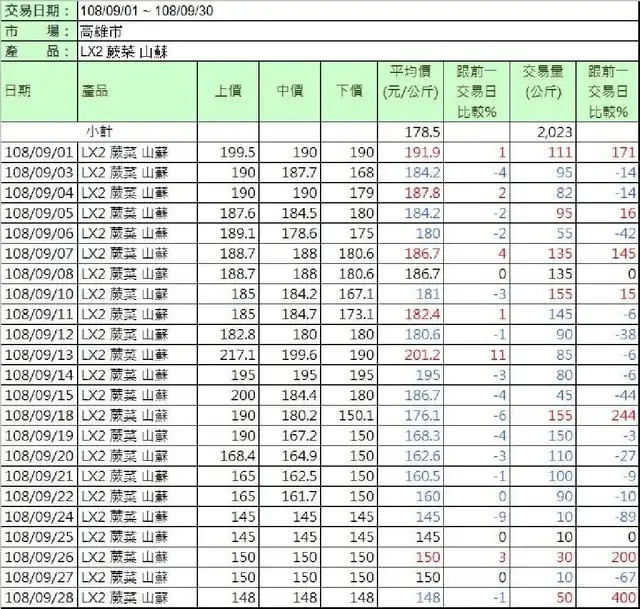 交易日期： 108/09/01 ~ 108/09/30
市 場： 高雄市
產 品： LX2 蕨菜 山蘇
日期 產品 上價 中價 下價 平均價 (元/公斤) 跟前一 交易日 比較% 交易量 (公斤) 跟前一 交易日 比較%
小計 178.5 2,023
108/09/01 LX2 蕨菜 山蘇 199.5 190 190 191.9 1 111 171
108/09/03 LX2 蕨菜 山蘇 190 187.7 168 184.2 -4 95 -14
108/09/04 LX2 蕨菜 山蘇 190 190 179 187.8 2 82 -14
108/09/05 LX2 蕨菜 山蘇 187.6 184.5 180 184.2 -2 95 16
108/09/06 LX2 蕨菜 山蘇 189.1 178.6 175 180 -2 55 -42
108/09/07 LX2 蕨菜 山蘇 188.7 188 180.6 186.7 4 135 145
108/09/08 LX2 蕨菜 山蘇 188.7 188 180.6 186.7 0 135 0
108/09/10 LX2 蕨菜 山蘇 185 184.2 167.1 181 -3 155 15
108/09/11 LX2 蕨菜 山蘇 185 184.7 173.1 182.4 1 145 -6
108/09/12 LX2 蕨菜 山蘇 182.8 180 180 180.6 -1 90 -38
108/09/13 LX2 蕨菜 山蘇 217.1 199.6 190 201.2 11 85 -6
108/09/14 LX2 蕨菜 山蘇 195 195 195 195 -3 80 -6
108/09/15 LX2 蕨菜 山蘇 200 184.4 180 186.7 -4 45 -44
108/09/18 LX2 蕨菜 山蘇 190 180.2 150.1 176.1 -6 155 244
108/09/19 LX2 蕨菜 山蘇 190 167.2 150 168.3 -4 150 -3
108/09/20 LX2 蕨菜 山蘇 168.4 164.9 150 162.6 -3 110 -27
108/09/21 LX2 蕨菜 山蘇 165 162.5 150 160.5 -1 100 -9
108/09/22 LX2 蕨菜 山蘇 165 161.7 150 160 0 90 -10
108/09/24 LX2 蕨菜 山蘇 145 145 145 145 -9 10 -89
108/09/25 LX2 蕨菜 山蘇 145 145 145 145 0 10 0
108/09/26 LX2 蕨菜 山蘇 150 150 150 150 3 30 200
108/09/27 LX2 蕨菜 山蘇 150 150 150 150 0 10 -67
108/09/28 LX2 蕨菜 山蘇 148 148 148 148 -1 50 400